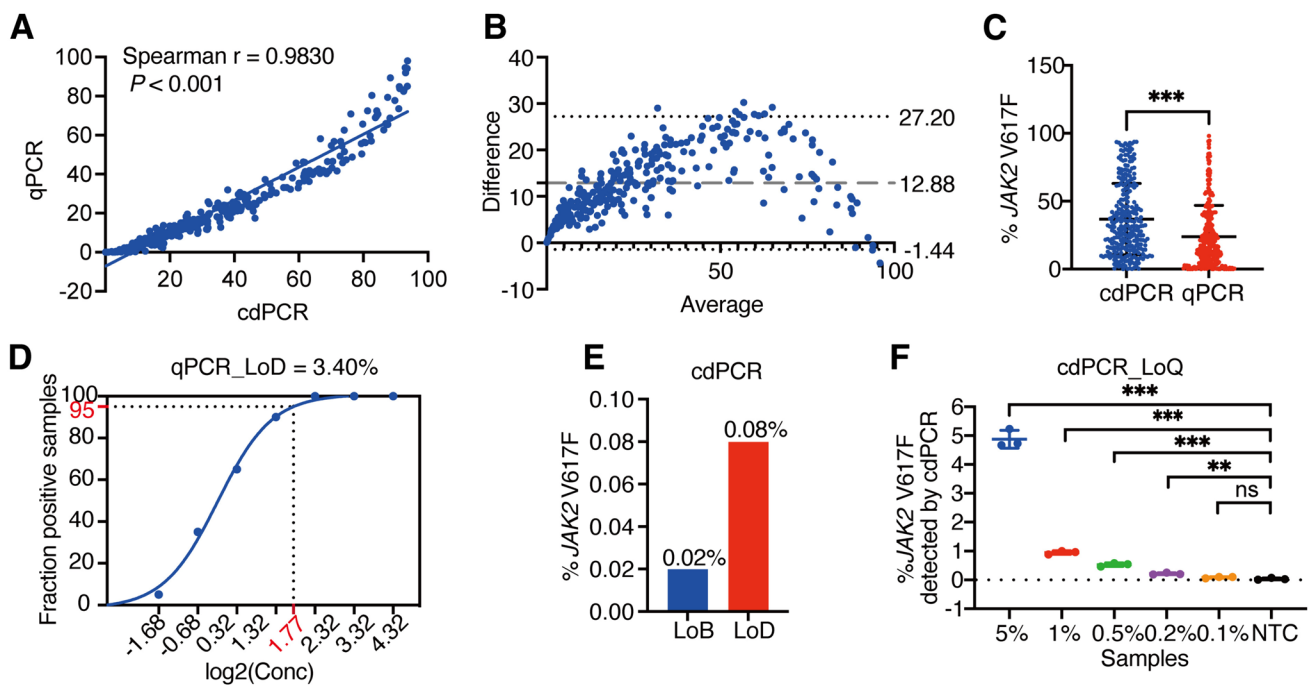 A
Spearman r = 0.9830
P < 0.001
100
80
60
40
20
0
-20
20
40
60
80
100
qPCR
cdPCR
B
40
30
20
10
0
-10
50
100
27.20
12.88
-1.44
Difference
Average
C
150
100
50
0
***
% JAK2 V617F
cdPCR
qPCR
D
qPCR_LoD = 3.40%
100
95
80
60
40
20
0
Fraction positive samples
-1.68
-0.68
0.32
1.32
1.77
2.32
3.32
4.32
log2(Conc)
E
cdPCR
0.10
0.08
0.06
0.04
0.02
0.00
% JAK2 V617F
0.02%
0.08%
LoB
LoD
F
cdPCR_LoQ
6
5
4
3
2
1
0
-1
%JAK2 V617F
detected by cdPCR
***
***
***
**
ns
5%
1%
0.5%
0.2%
0.1%
NTC
Samples